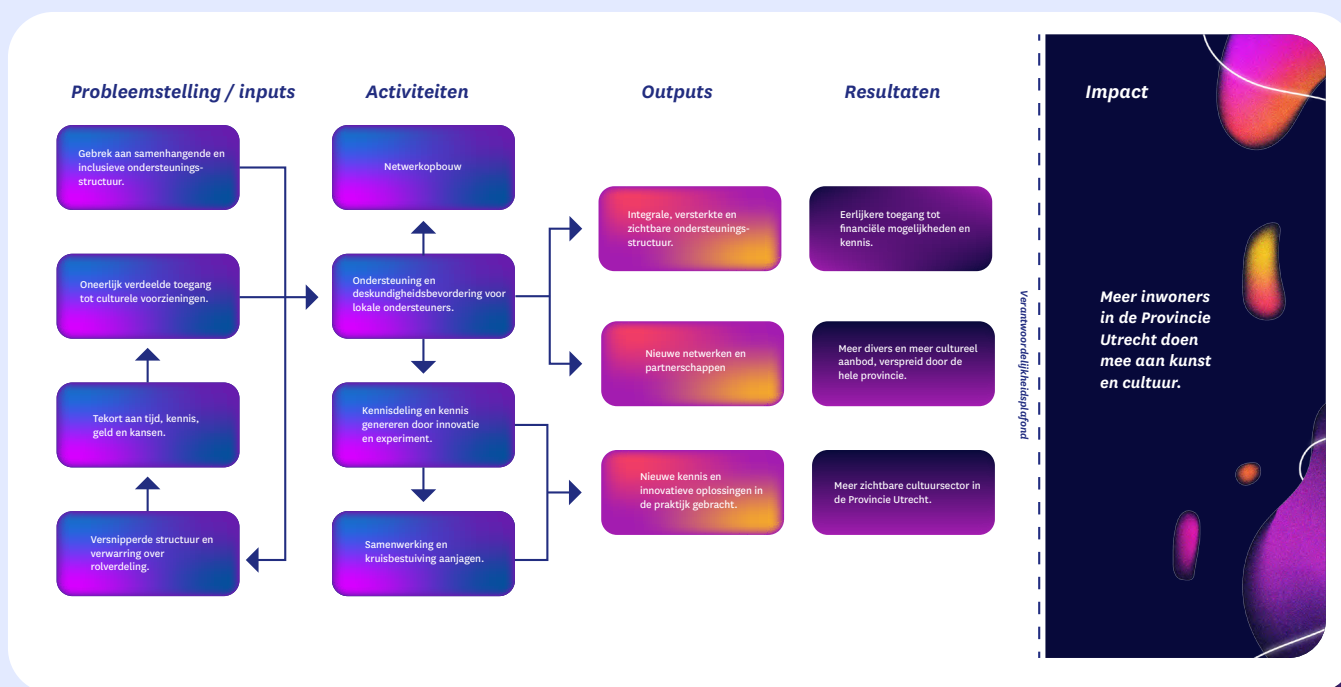 Probleemstelling / inputs
Gebrek aan samenhangende en
inclusieve ondersteunings-
structuur.
Oneerlijk verdeelde toegang
tot culturele voorzieningen.
Tekort aan tijd, kennis,
geld en kansen.
Versnipperde structuur en
verwarring over
rolverdeling.
Activiteiten
Netwerkopbouw
Ondersteuning en
deskundigheidsbevordering voor
lokale ondersteuners.
Kennisdeling en kennis
genereren door innovatie
en experiment.
Samenwerking en
kruisbestuiving aanjagen.
Outputs
Integrale, versterkte en
zichtbare ondersteunings-
structuur.
Nieuwe netwerken en
partnerschappen
Nieuwe kennis en
innovatieve oplossingen in
de praktijk gebracht.
Resultaten
Eerlijkere toegang tot
financiële mogelijkheden en
kennis.
Meer divers en meer cultureel
aanbod, verspreid door de
hele provincie.
Meer zichtbare cultuursector in
de Provincie Utrecht.
Verantwoordelijkheidsplafond
Impact
Meer inwoners
in de Provincie
Utrecht doen
mee aan kunst
en cultuur.